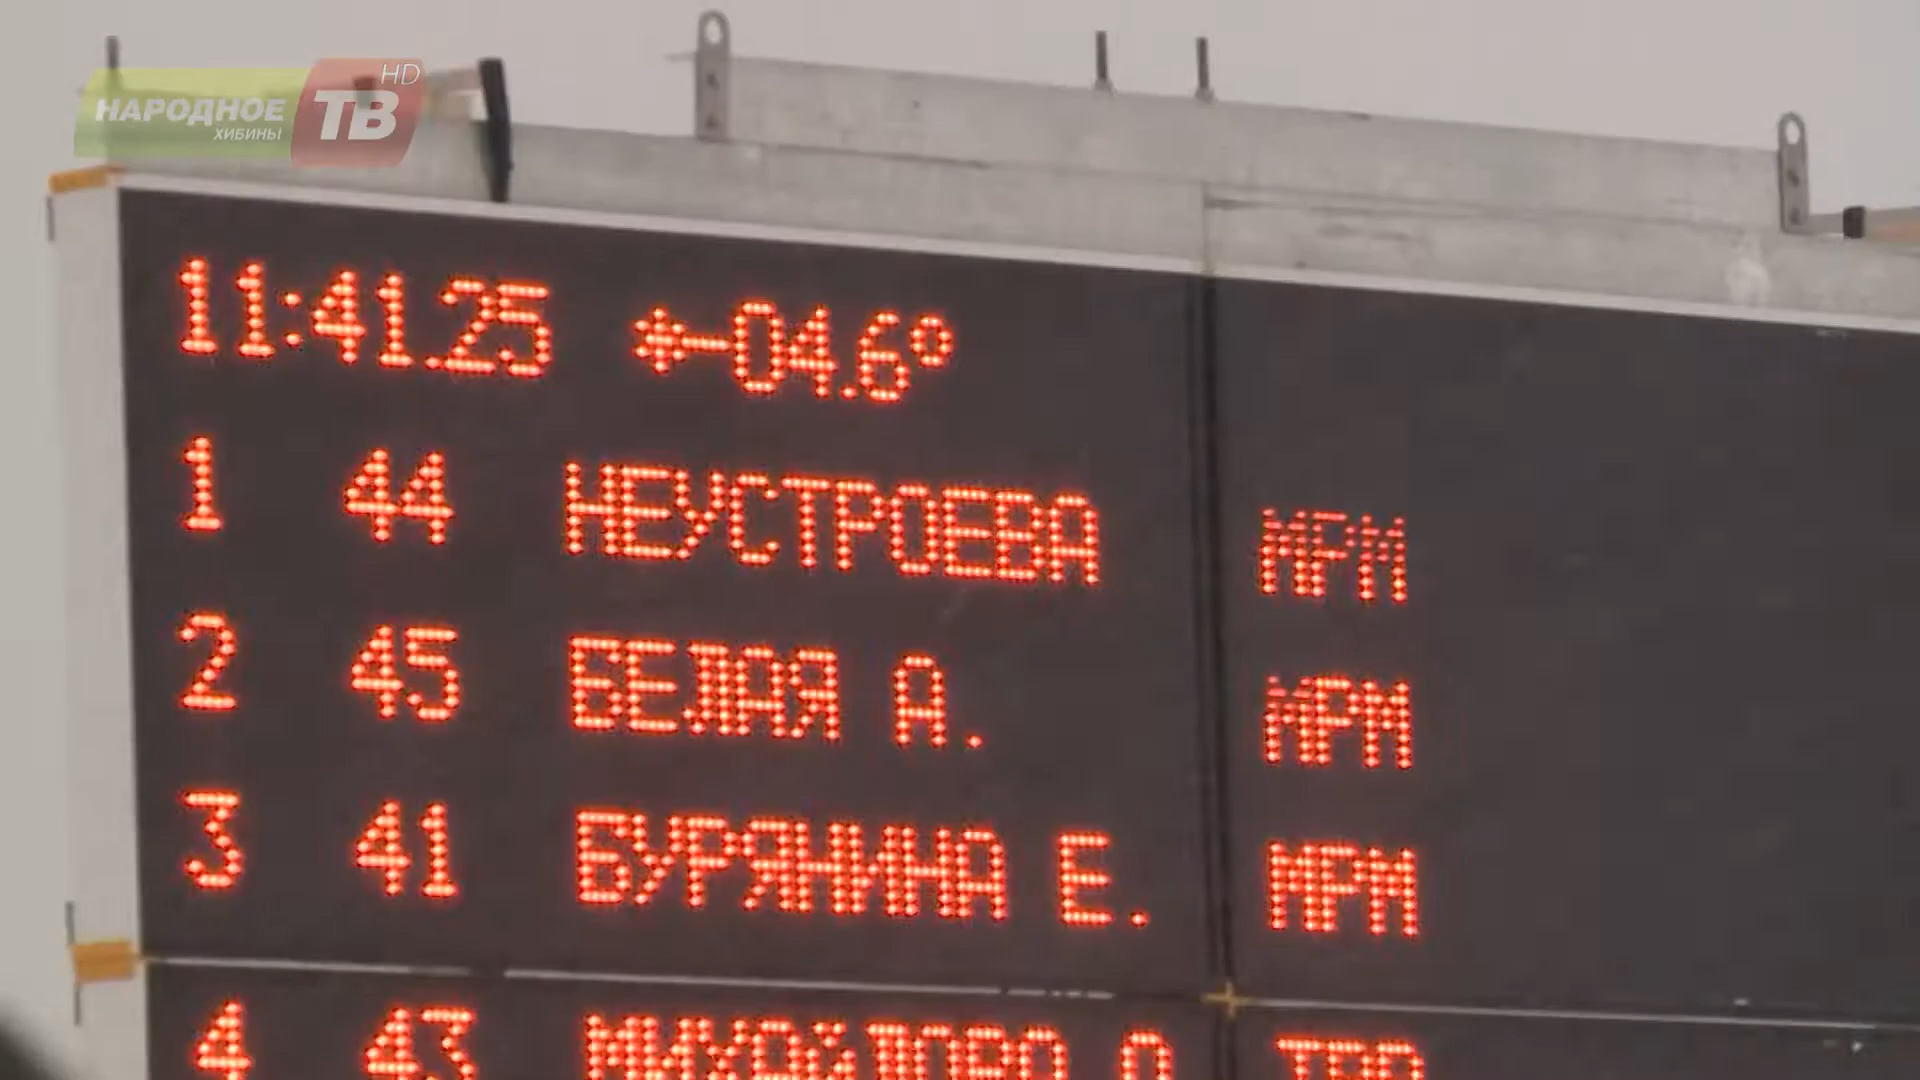 НАРОДНОЕ ТВ HD
ХИБИНЫ
11:41.25 *-04.6°
1 44 НЕУСТРОЕВА МРМ
2 45 БЕЛАЯ А. МРМ
3 41 БУРЯНИНА Е. МРМ
4 43 МИХАЙЛОВА